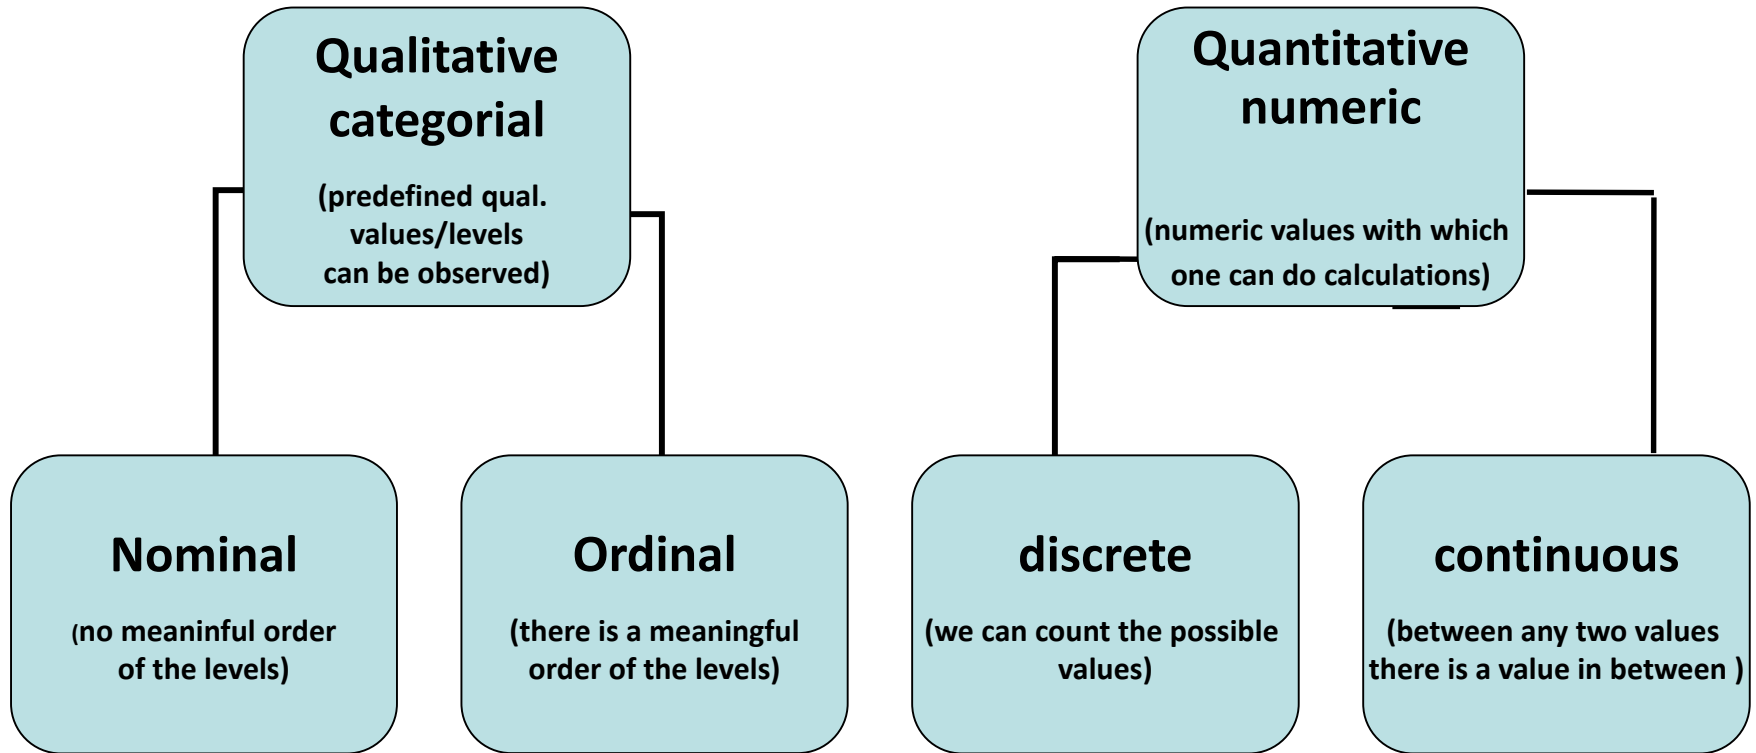 Qualitative
categorial
(predefined qual.
values/levels
can be observed)
Quantitative
numeric
(numeric values with which
one can do calculations)
Nominal
(no meaninful order
of the levels)
Ordinal
(there is a meaningful
order of the levels)
discrete
(we can count the possible
values)
continuous
(between any two values
there is a value in between )